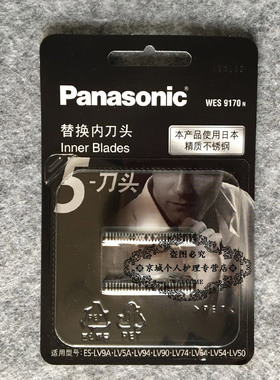 Panasonic
WES 9170 N
替换内刀头
Inner Blades
本产品使用日本
精质不锈钢
5-刀头
盗图必究
京城个人护理专营店
PET
适用型号:ES-LV9A·LV5A·LV94·LV90·LV74·LV64·LV54·LV50